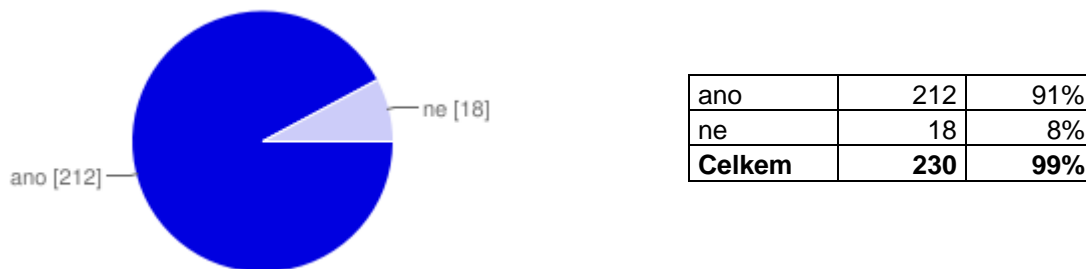 ne [18]
ano [212]
ano 212 91%
ne 18 8%
Celkem 230 99%